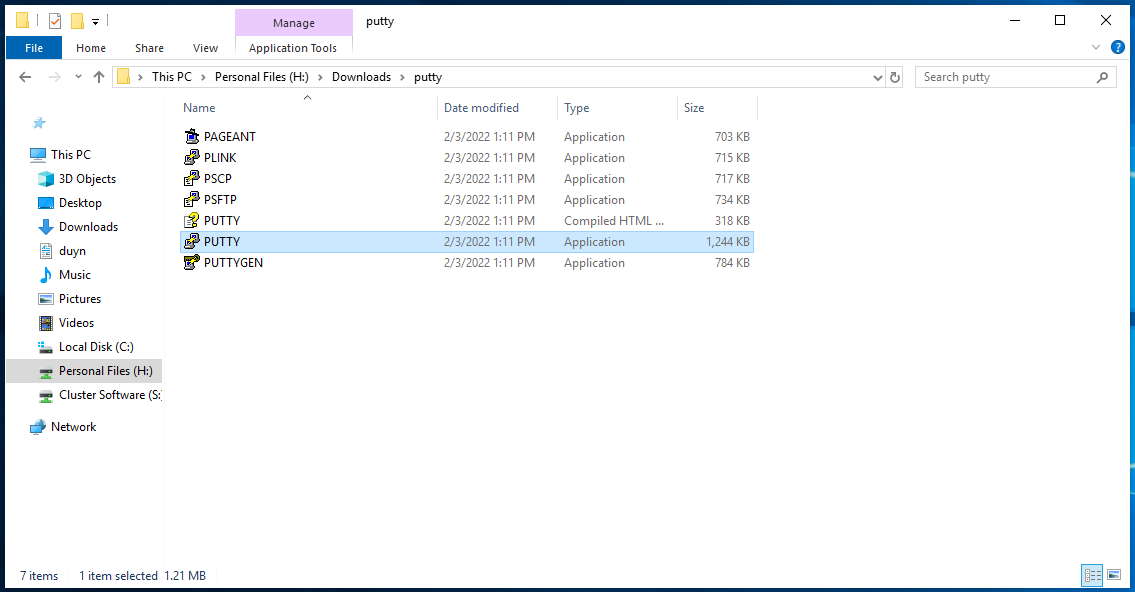 Manage
putty
File
Home
Share
View
Application Tools
?
This PC
Personal Files (H:)
Downloads
putty
Search putty
Name
Date modified
Type
Size
PAGEANT 2/3/2022 1:11 PM Application 703 KB
PLINK 2/3/2022 1:11 PM Application 715 KB
PSCP 2/3/2022 1:11 PM Application 717 KB
PSFTP 2/3/2022 1:11 PM Application 734 KB
PUTTY 2/3/2022 1:11 PM Compiled HTML ... 318 KB
PUTTY 2/3/2022 1:11 PM Application 1,244 KB
PUTTYGEN 2/3/2022 1:11 PM Application 784 KB
This PC
3D Objects
Desktop
Downloads
duyn
Music
Pictures
Videos
Local Disk (C:)
Personal Files (H:)
Cluster Software (S:
Network
7 items
1 item selected 1.21 MB